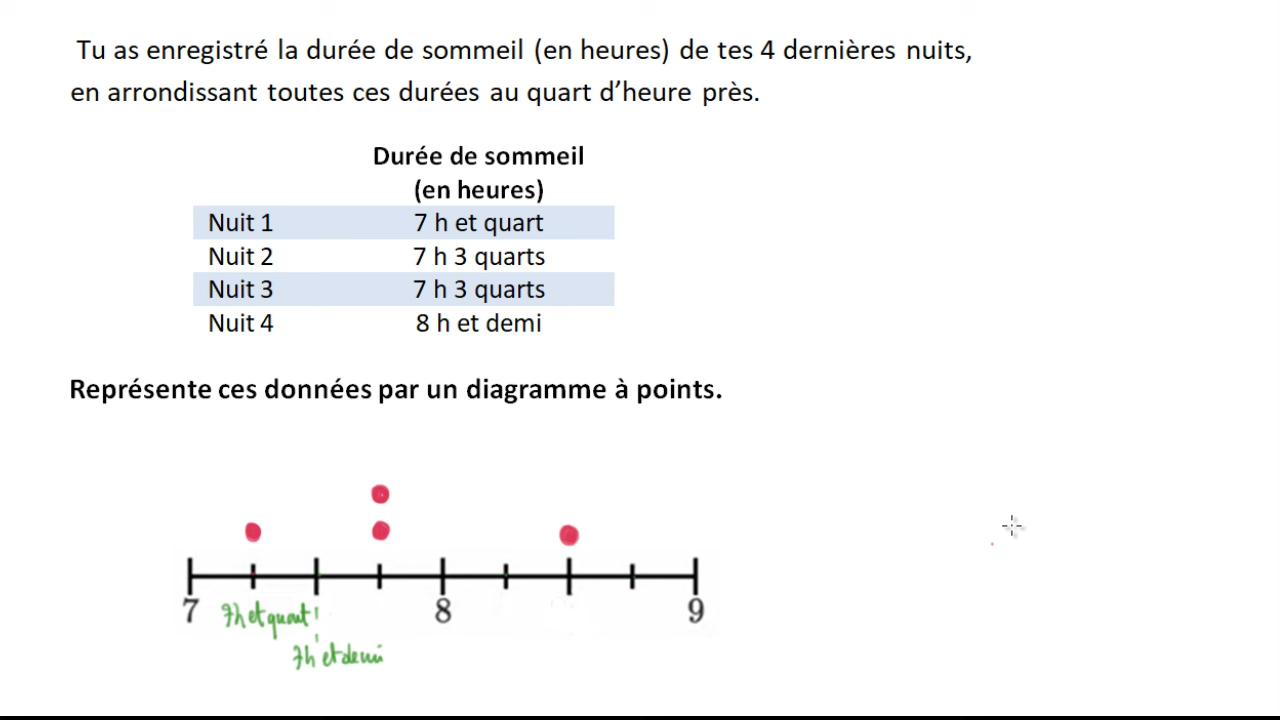 Tu as enregistré la durée de sommeil (en heures) de tes 4 dernières nuits,
en arrondissant toutes ces durées au quart d’heure près.
Durée de sommeil
(en heures)
Nuit 1 7 h et quart
Nuit 2 7 h 3 quarts
Nuit 3 7 h 3 quarts
Nuit 4 8 h et demi
Représente ces données par un diagramme à points.
7 7h et quart 8 9
7h et demi